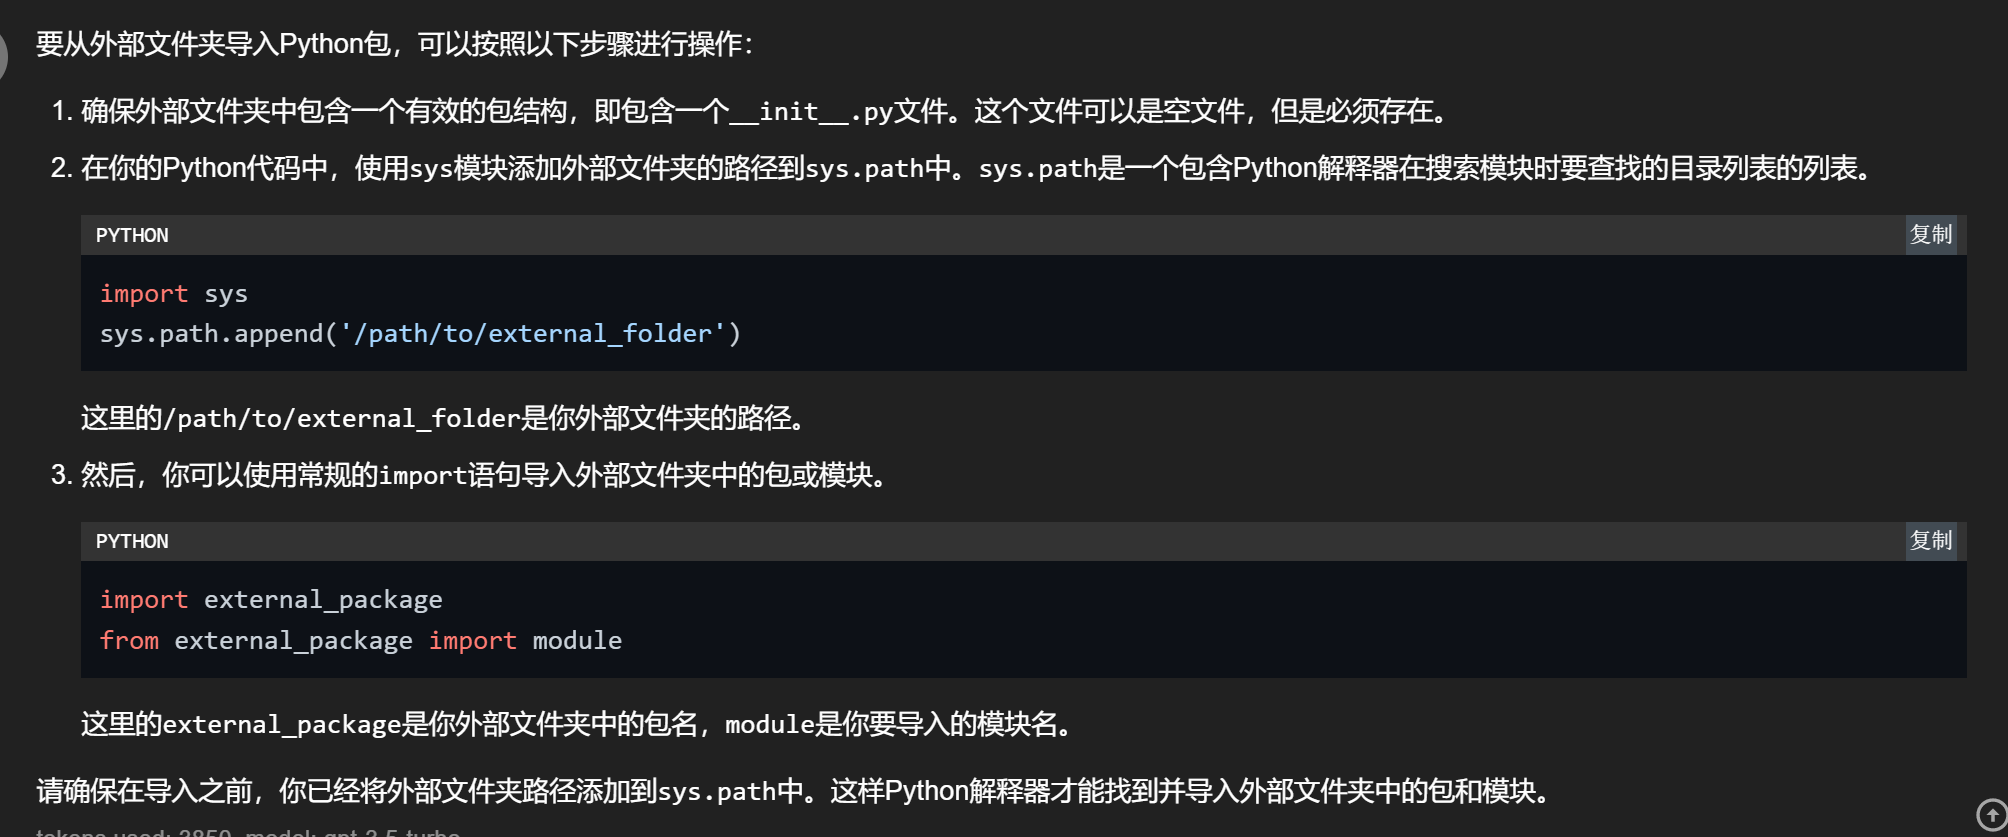 要从外部文件夹导入Python包，可以按照以下步骤进行操作：
1. 确保外部文件夹中包含一个有效的包结构，即包含一个__init__.py文件。这个文件可以是空文件，但是必须存在。
2. 在你的Python代码中，使用sys模块添加外部文件夹的路径到sys.path中。sys.path是一个包含Python解释器在搜索模块时要查找的目录列表的列表。
PYTHON 复制
import sys
sys.path.append('/path/to/external_folder')
这里的/path/to/external_folder是你外部文件夹的路径。
3. 然后，你可以使用常规的import语句导入外部文件夹中的包或模块。
PYTHON 复制
import external_package
from external_package import module
这里的external_package是你外部文件夹中的包名，module是你要导入的模块名。
请确保在导入之前，你已经将外部文件夹路径添加到sys.path中。这样Python解释器才能找到并导入外部文件夹中的包和模块。
tokens used: 3850, model: gpt-3.5-turbo